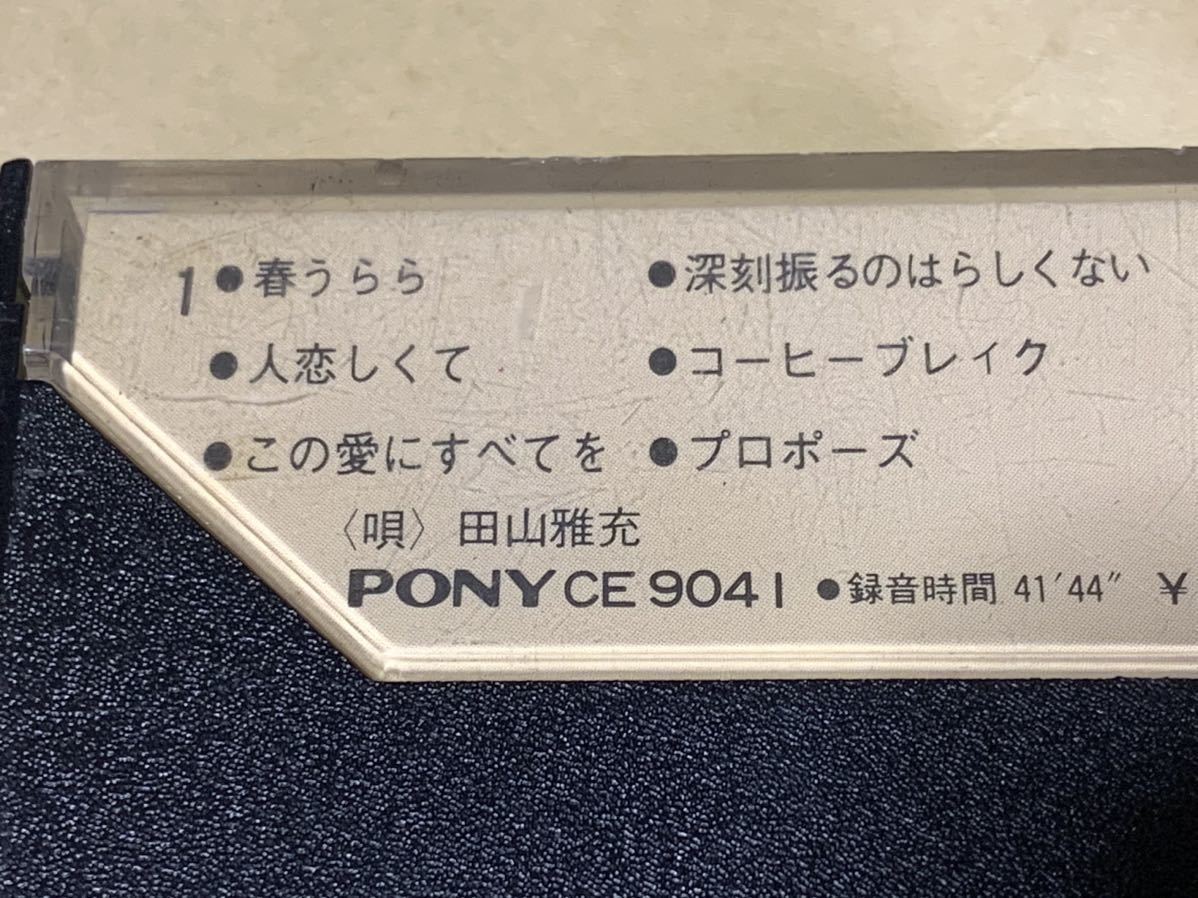 1 ●春うらら ●深刻振るのはらしくない
●人恋しくて ●コーヒーブレイク
●この愛にすべてを ●プロポーズ
〈唄〉田山雅充
PONY CE 9041 ●録音時間 41′44″ ¥